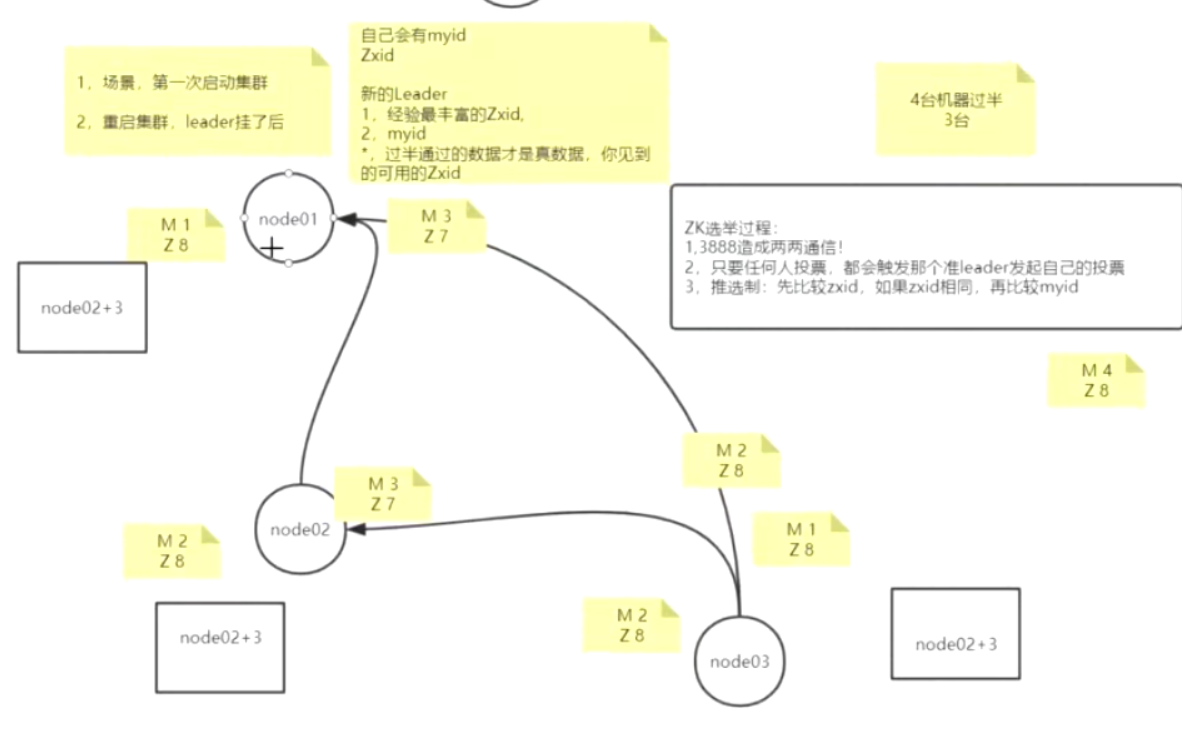 1，场景，第一次启动集群
2，重启集群，leader挂了后
自己会有myid
Zxid
新的Leader
1，经验最丰富的Zxid,
2，myid
*，过半通过的数据才是真数据，你见到
的可用的Zxid
4台机器过半
3台
node01
M 1
Z 8
M 3
Z 7
node02+3
ZK选举过程：
1,3888造成两两通信！
2，只要任何人投票，都会触发那个准leader发起自己的投票
3，推选制：先比较zxid，如果zxid相同，再比较myid
M 4
Z 8
M 2
Z 8
M 3
Z 7
node02
M 1
Z 8
M 2
Z 8
node02+3
M 2
Z 8
node03
node02+3